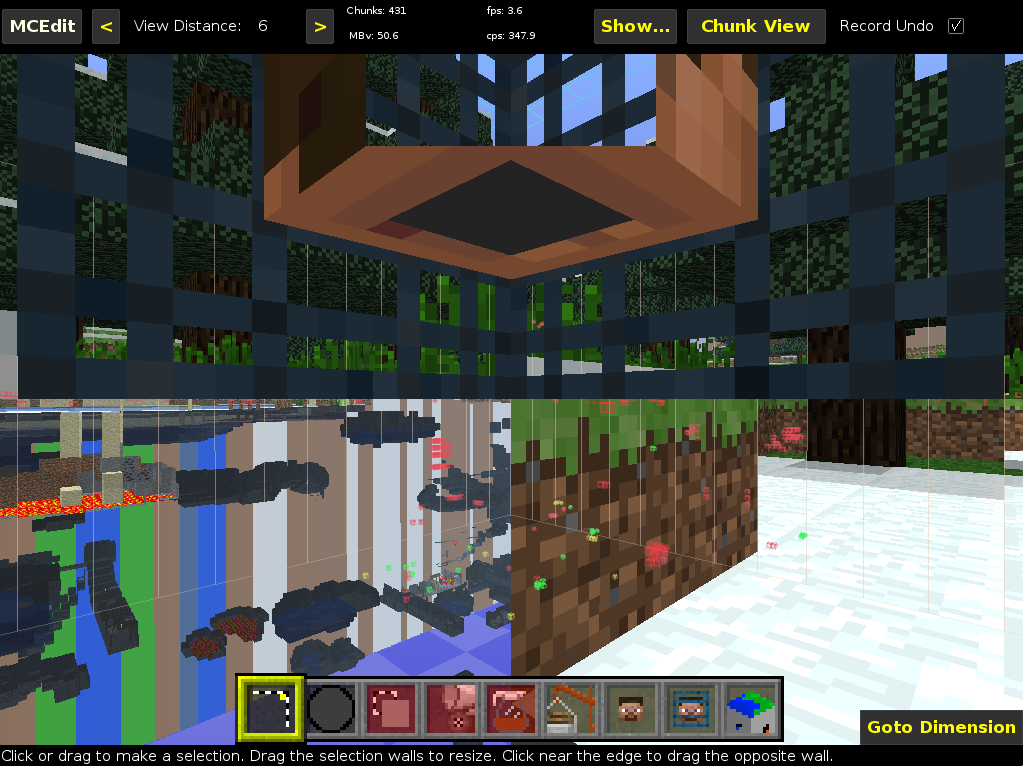 MCEdit < View Distance: 6 > Chunks: 431 fps: 3.6 Show... Chunk View Record Undo
MBv: 50.6 cps: 347.9
Goto Dimension
Click or drag to make a selection. Drag the selection walls to resize. Click near the edge to drag the opposite wall.